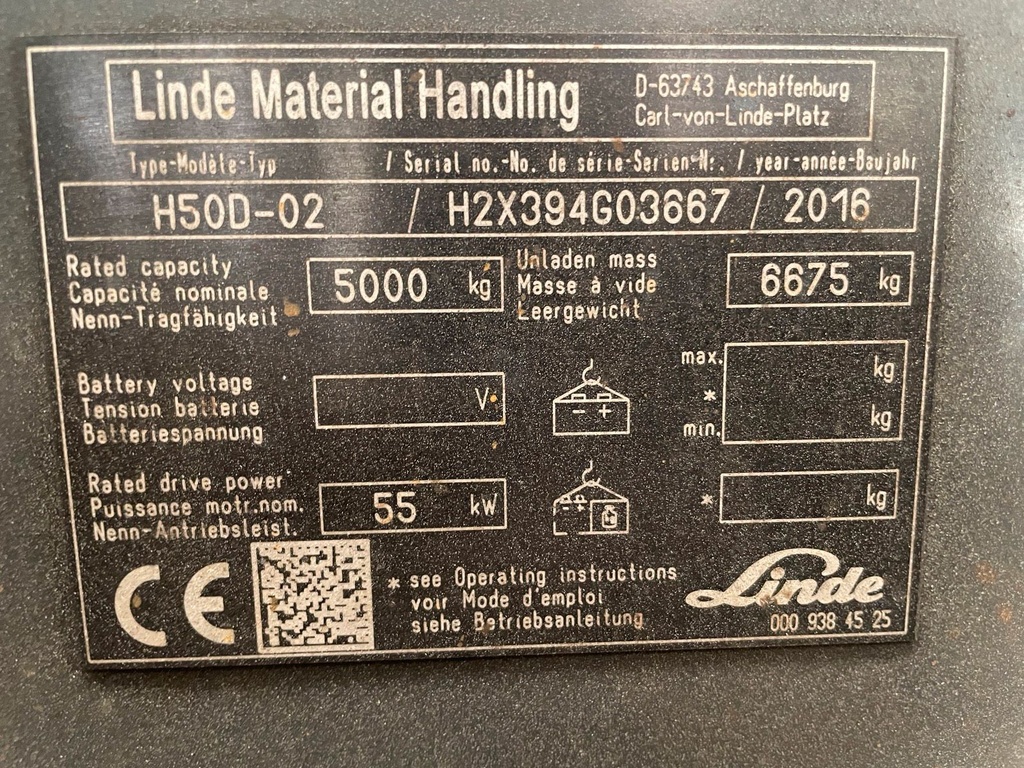 Linde Material Handling
D-63743 Aschaffenburg
Carl-von-Linde-Platz
Type-Modèle-Typ / Serial no.-No. de série-Serien-Nr. / year-année-Baujahr
H50D-02 / H2X394G03667 / 2016
Rated capacity
Capacité nominale
Nenn-Tragfähigkeit
5000 kg
Unladen mass
Masse à vide
Leergewicht
6675 kg
Battery voltage
Tension batterie
Batteriespannung
V
- +
max. kg
*
min. kg
Rated drive power
Puissance motr.nom.
Nenn-Antriebsleist.
55 kW
- +
kg
* kg
CE
* see Operating instructions
voir Mode d'emploi
siehe Betriebsanleitung
Linde
000 938 45 25